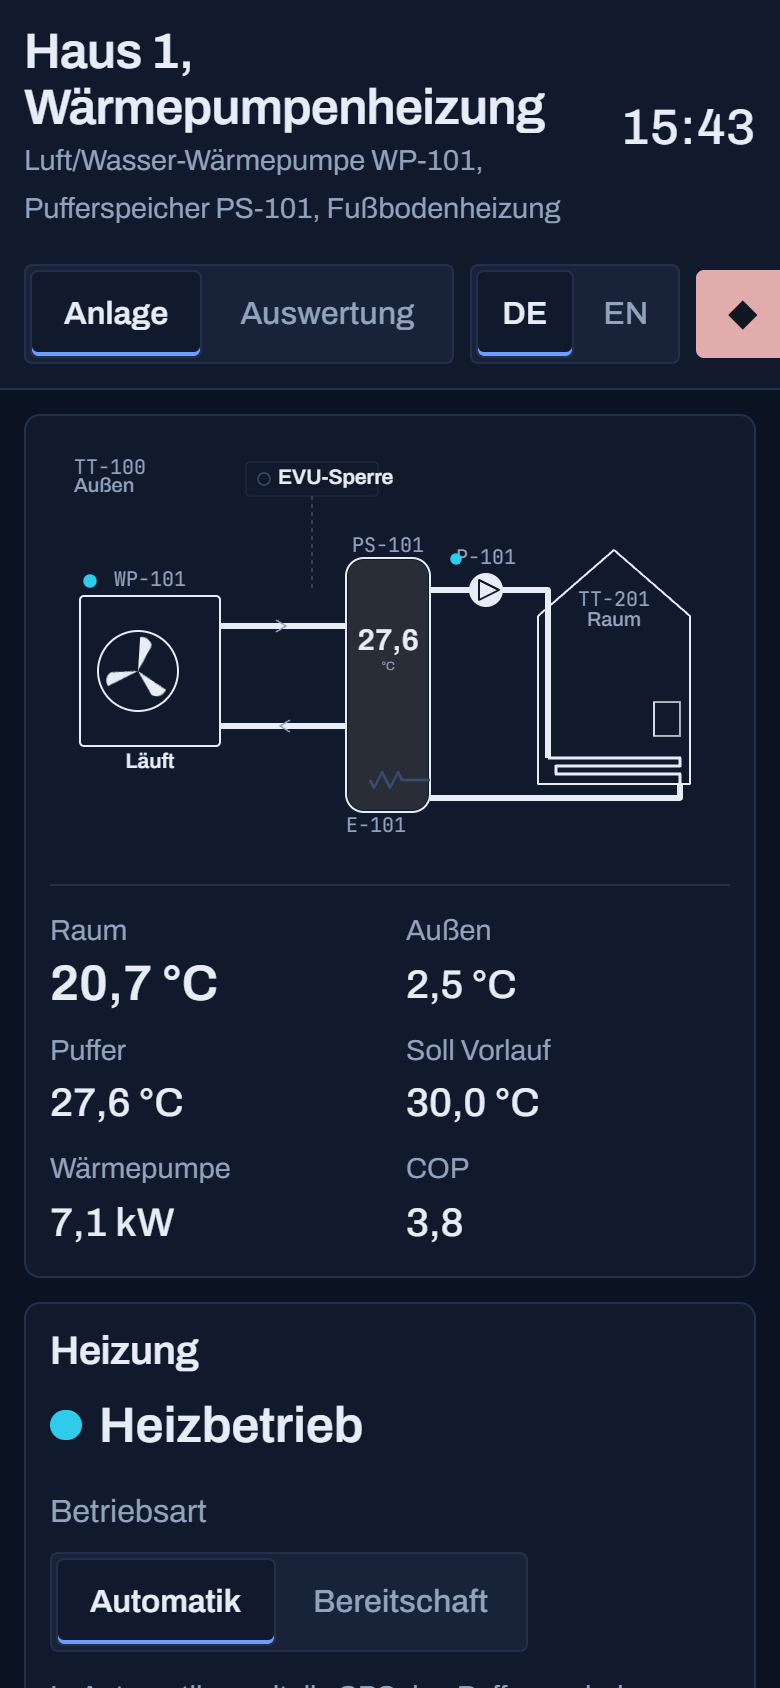 Haus 1,
Wärmepumpenheizung
15:43
Luft/Wasser-Wärmepumpe WP-101,
Pufferspeicher PS-101, Fußbodenheizung
Anlage Auswertung DE EN
TT-100
Außen
EVU-Sperre
PS-101
P-101
WP-101
TT-201
Raum
27,6
°C
Läuft
E-101
Raum Außen
20,7 °C 2,5 °C
Puffer Soll Vorlauf
27,6 °C 30,0 °C
Wärmepumpe COP
7,1 kW 3,8
Heizung
Heizbetrieb
Betriebsart
Automatik Bereitschaft